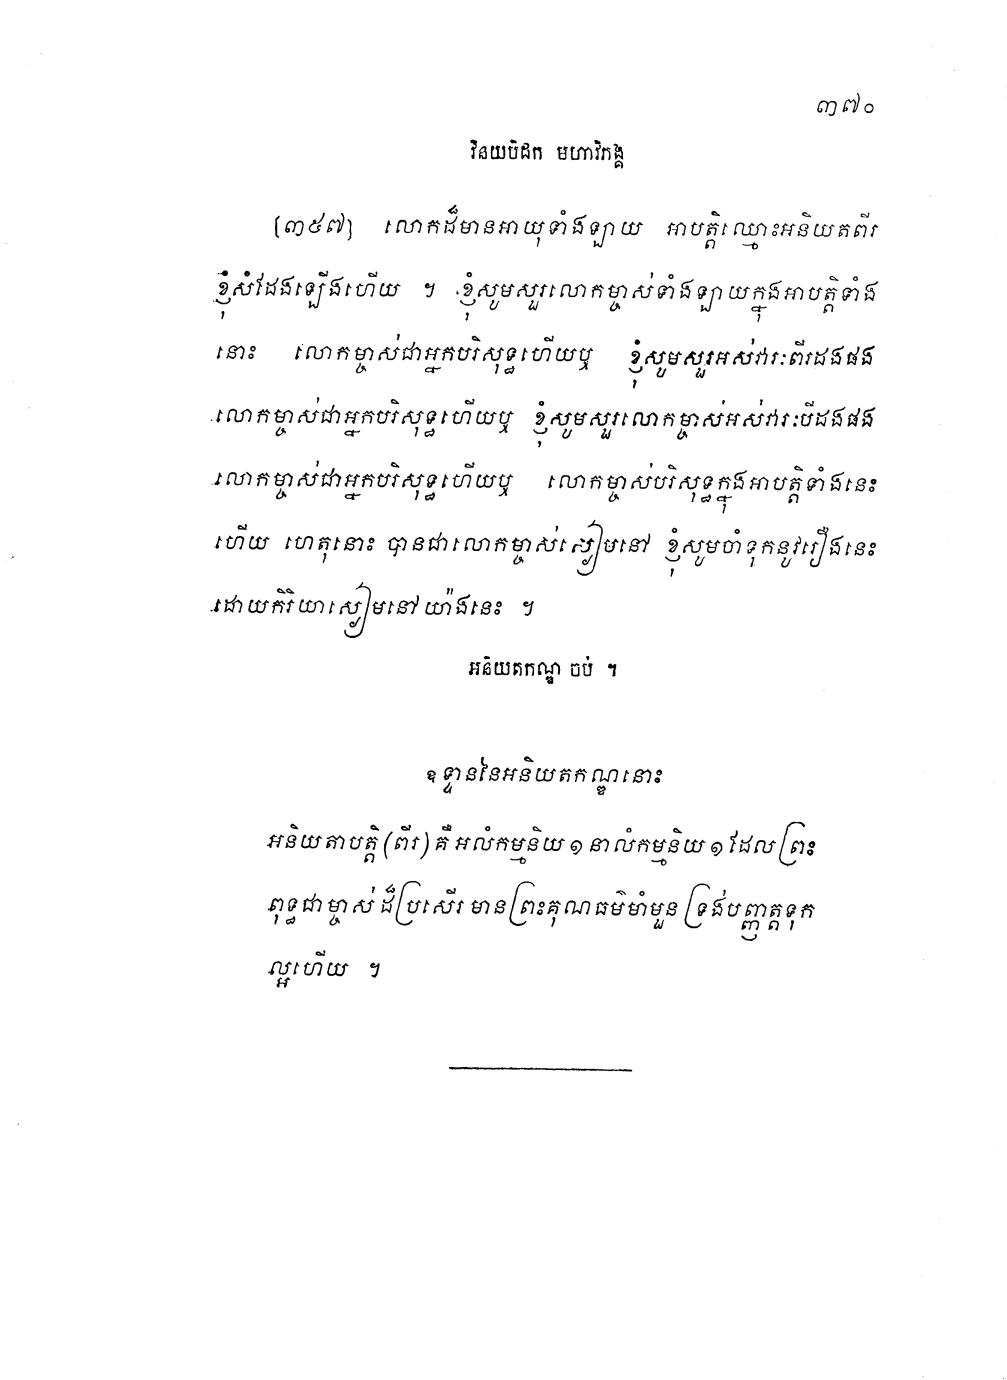 ៣៧០
វិនយបិដក មហាវិភង្គ
[៣៥៧] លោកដ៏មានអាយុទាំងឡាយ អាបត្តិឈ្មោះអនិយតពីរ
ខ្ញុំសំដែងឡើងហើយ ។ ខ្ញុំសូមសួរលោកម្ចាស់ទាំងឡាយក្នុងអាបត្តិទាំង
នោះ លោកម្ចាស់ជាអ្នកបរិសុទ្ធហើយឬ ខ្ញុំសូមសួរអស់វារៈពីរដងផង
លោកម្ចាស់ជាអ្នកបរិសុទ្ធហើយឬ ខ្ញុំសូមសួរលោកម្ចាស់អស់វារៈបីដងផង
លោកម្ចាស់ជាអ្នកបរិសុទ្ធហើយឬ លោកម្ចាស់បរិសុទ្ធក្នុងអាបត្តិទាំងនេះ
ហើយ ហេតុនោះ បានជាលោកម្ចាស់ស្ងៀមនៅ ខ្ញុំសូមចាំទុកនូវរឿងនេះ
ដោយកិរិយាស្ងៀមនៅយ៉ាងនេះ ។
អនិយតកណ្ឌ ចប់ ។
ឧទ្ទាននៃអនិយតកណ្ឌនោះ
អនិយតាបត្តិ (ពីរ) គឺអលំកម្មនិយ ១ នាលំកម្មនិយ ១ ដែលព្រះ
ពុទ្ធជាម្ចាស់ដ៏ប្រសើរ មានព្រះគុណធម៌មាំមួន ទ្រង់បញ្ញត្តទុក
ល្អហើយ ។